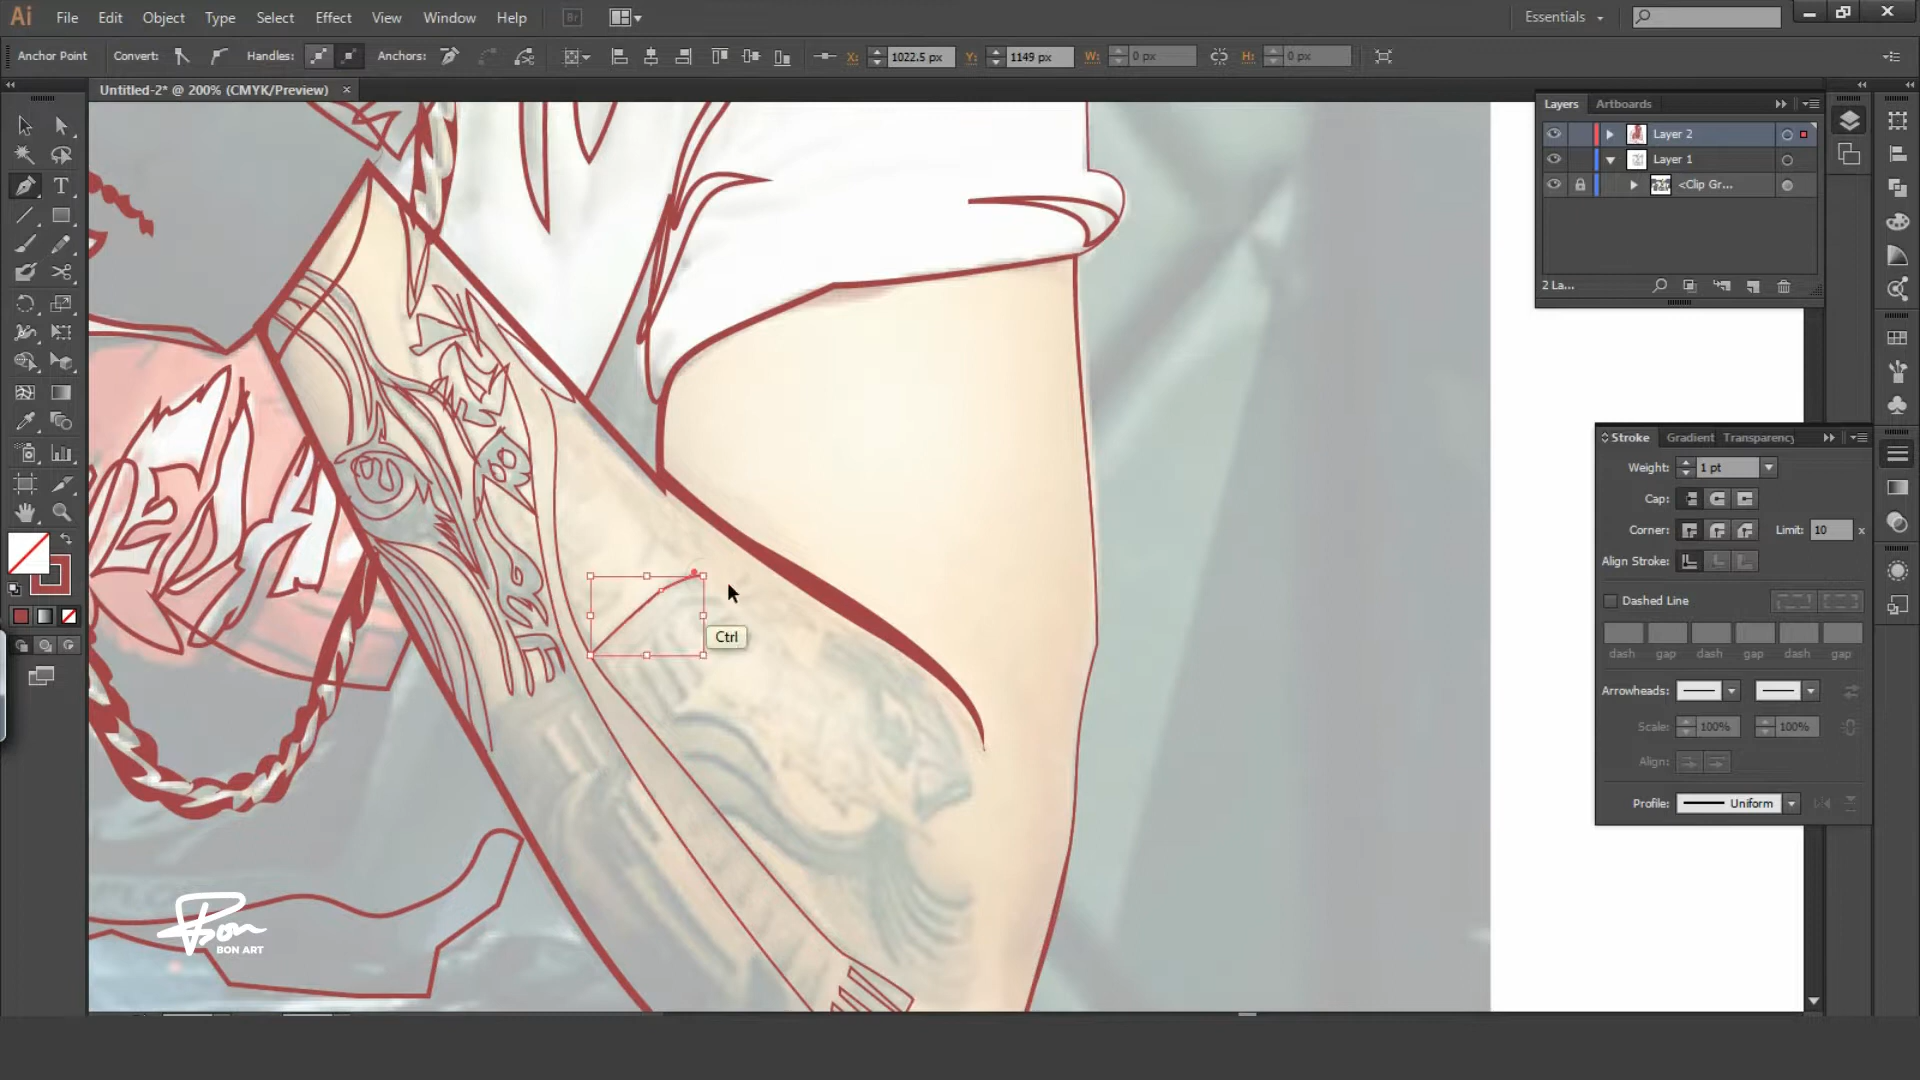 Ai File Edit Object Type Select Effect View Window Help Br Essentials
Anchor Point Convert: Handles: Anchors: X: 1022.5 px Y: 1149 px W: 0 px H: 0 px
Untitled-2* @ 200% (CMYK/Preview) ×
Layers Artboards
Layer 2
Layer 1
<Clip Gr...
2 La...
Stroke Gradient Transparency
Weight: 1 pt
Cap:
Corner: Limit: 10 x
Align Stroke:
Dashed Line
dash gap dash gap dash gap
Arrowheads:
Scale: 100% 100%
Align:
Profile: Uniform
Ctrl
Bon
BON ART